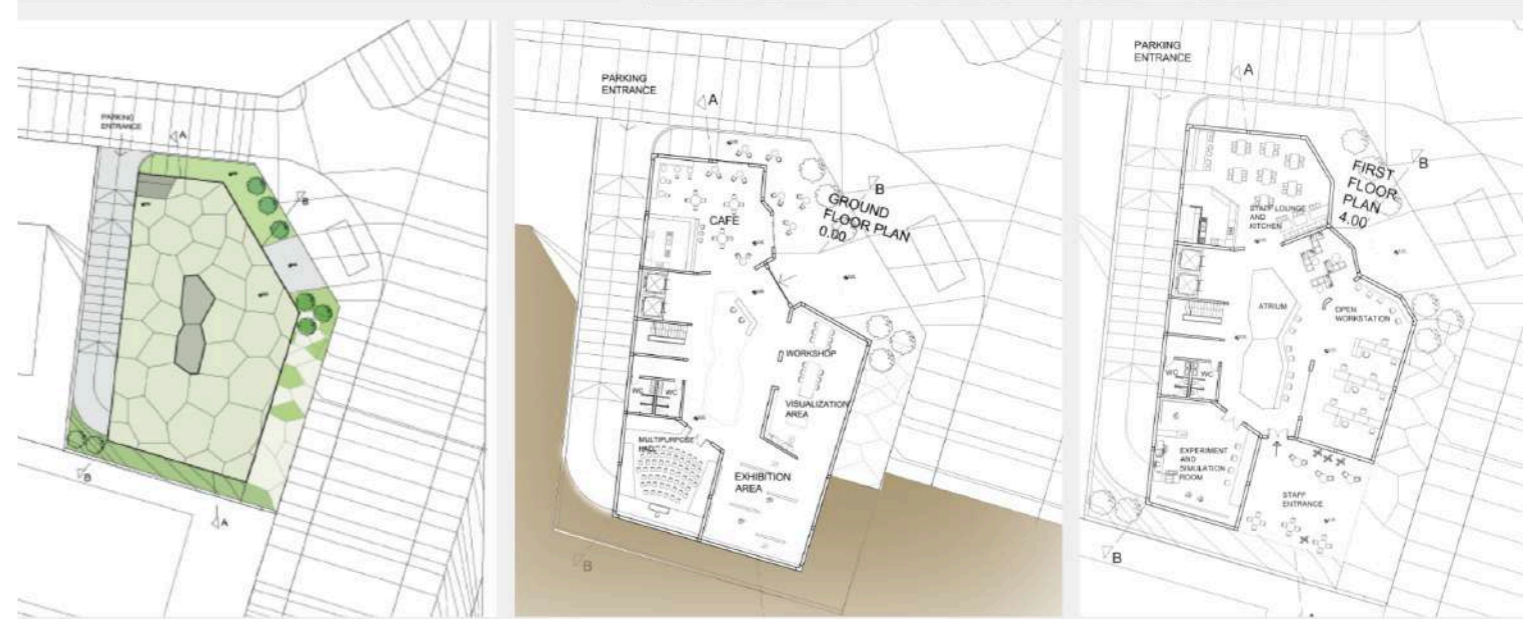 PARKING
ENTRANCE
A
B
B
A
PARKING
ENTRANCE
A
B
GROUND
FLOOR PLAN
0.00
CAFE
WORKSHOP
WC
WC
VISUALIZATION
AREA
MULTIPURPOSE
HALL
EXHIBITION
AREA
B
PARKING
ENTRANCE
A
B
FIRST
FLOOR
PLAN
4.00
STAFF LOUNGE
AND
KITCHEN
ATRIUM
OPEN
WORKSTATION
WC
WC
EXPERIMENT
AND
SIMULATION
ROOM
STAFF
ENTRANCE
B
A